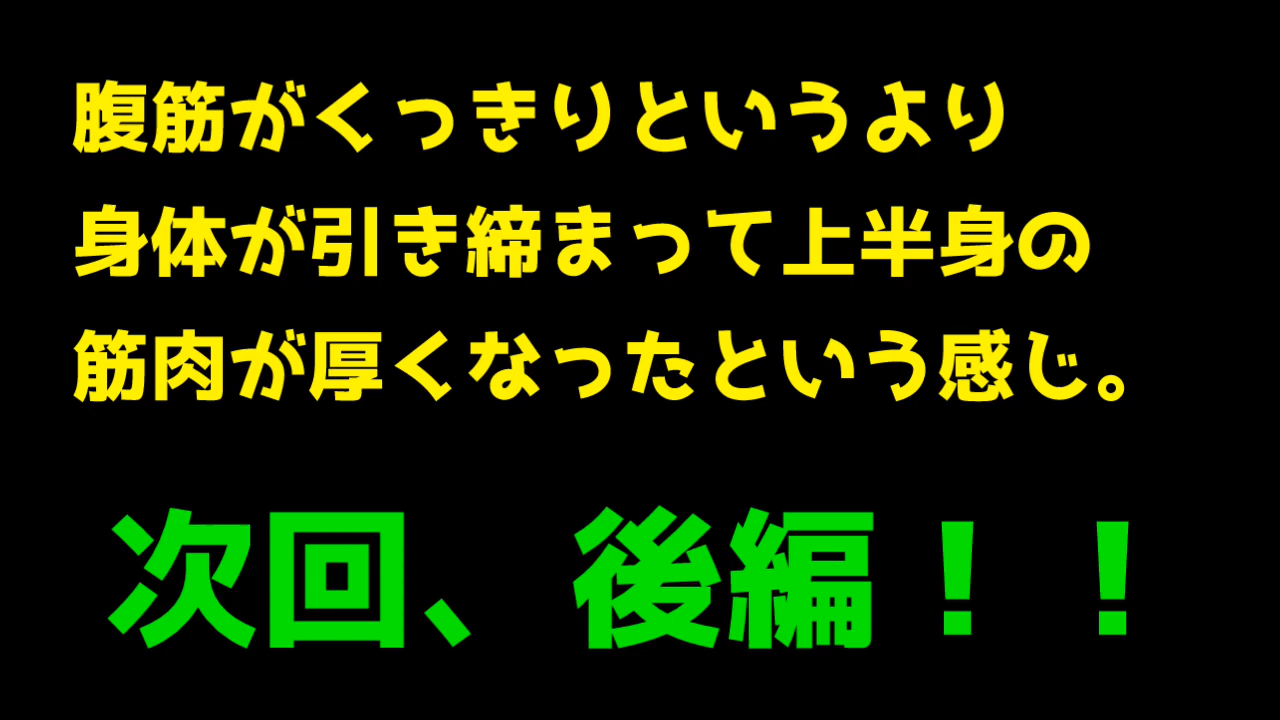 腹筋がくっきりというより
身体が引き締まって上半身の
筋肉が厚くなったという感じ。
次回、後編！！